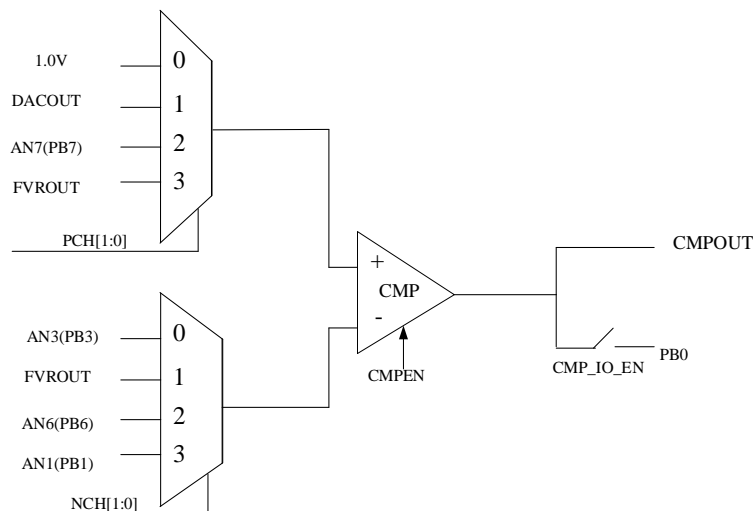 1.0V
0
DACOUT
1
AN7(PB7)
2
FVROUT
3
PCH[1:0]
+
CMP
-
CMPEN
CMPOUT
CMP_IO_EN
PB0
AN3(PB3)
0
FVROUT
1
AN6(PB6)
2
AN1(PB1)
3
NCH[1:0]